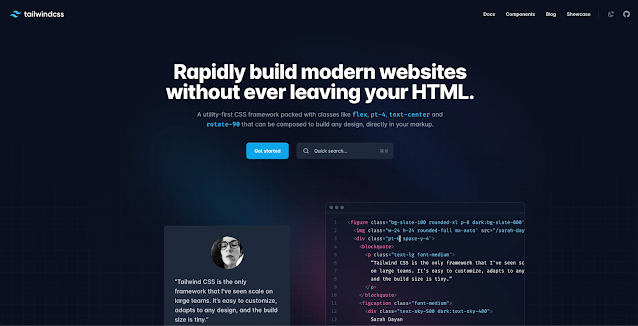 tailwindcss
Docs Components Blog Showcase
Rapidly build modern websites
without ever leaving your HTML.
A utility-first CSS framework packed with classes like flex, pt-4, text-center and
rotate-90 that can be composed to build any design, directly in your markup.
Get started
Quick search...
⌘K
"Tailwind CSS is the only
framework that I've seen scale on
large teams. It's easy to customize,
adapts to any design, and the build
size is tiny."
1 <figure class="bg-slate-100 rounded-xl p-8 dark:bg-slate-800"
2 <img class="w-24 h-24 rounded-full mx-auto" src="/sarah-day
3 <div class="pt-6 space-y-4">
4 <blockquote>
5 <p class="text-lg font-medium">
6 "Tailwind CSS is the only framework that I've seen sc
7 on large teams. It's easy to customize, adapts to any
8 and the build size is tiny."
9 </p>
10 </blockquote>
11 <figcaption class="font-medium">
12 <div class="text-sky-500 dark:text-sky-400">
13 Sarah Dayan